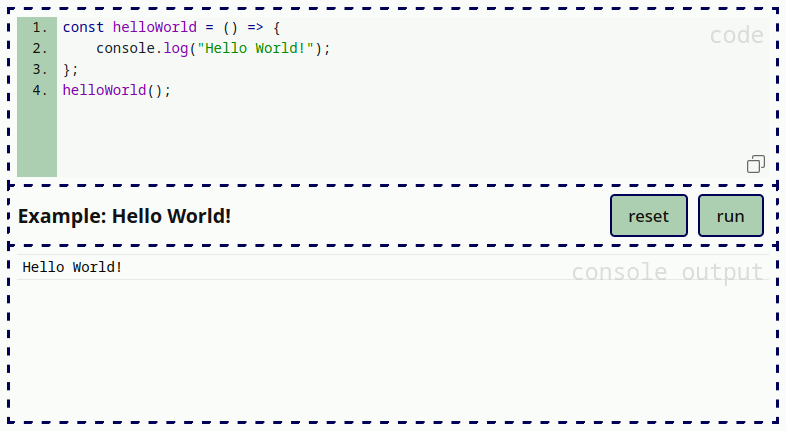 1. const helloWorld = () => {
code
2.     console.log("Hello World!");
3. };
4. helloWorld();
Example: Hello World!
reset
run
Hello World!
console output